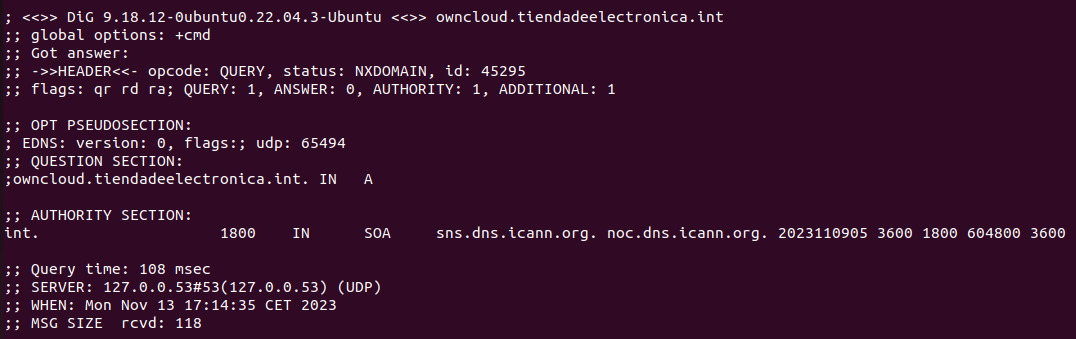 ; <<>> DiG 9.18.12-0ubuntu0.22.04.3-Ubuntu <<>> owncloud.tiendadeelectronica.int
;; global options: +cmd
;; Got answer:
;; ->>HEADER<<- opcode: QUERY, status: NXDOMAIN, id: 45295
;; flags: qr rd ra; QUERY: 1, ANSWER: 0, AUTHORITY: 1, ADDITIONAL: 1

;; OPT PSEUDOSECTION:
; EDNS: version: 0, flags:; udp: 65494
;; QUESTION SECTION:
;owncloud.tiendadeelectronica.int. IN	A

;; AUTHORITY SECTION:
int.			1800	IN	SOA	sns.dns.icann.org. noc.dns.icann.org. 2023110905 3600 1800 604800 3600

;; Query time: 108 msec
;; SERVER: 127.0.0.53#53(127.0.0.53) (UDP)
;; WHEN: Mon Nov 13 17:14:35 CET 2023
;; MSG SIZE  rcvd: 118